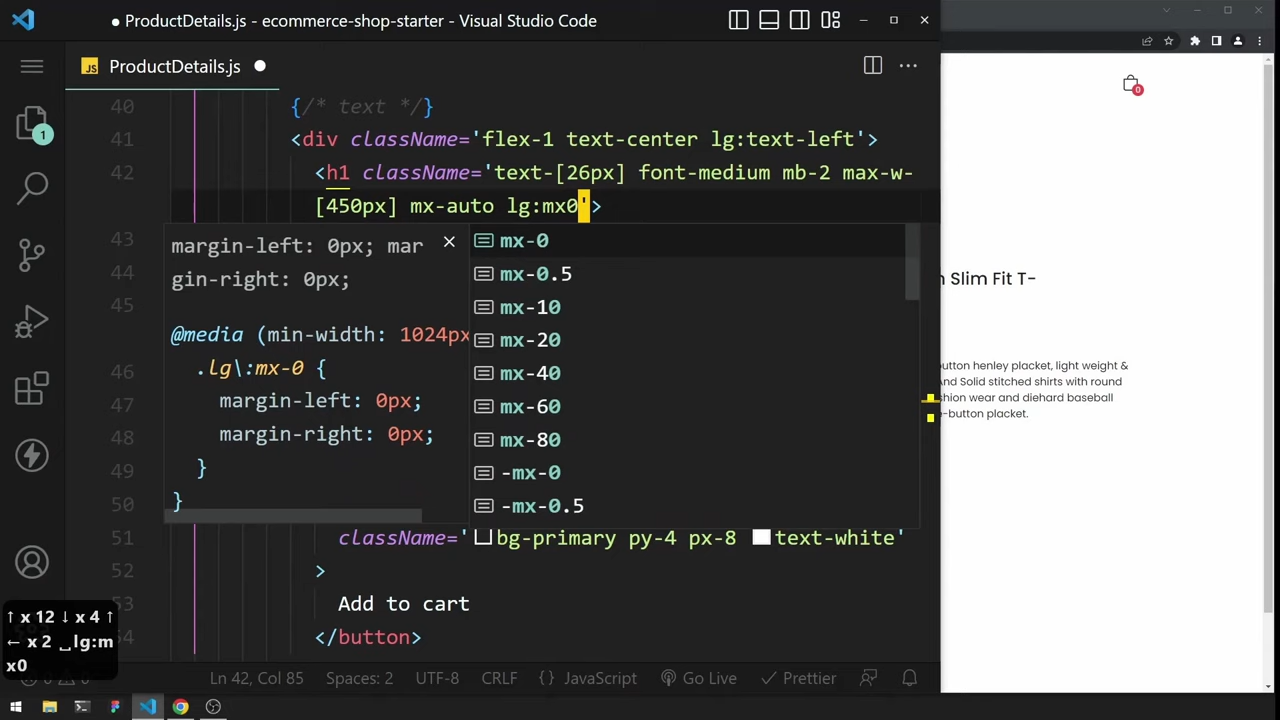 ● ProductDetails.js - ecommerce-shop-starter - Visual Studio Code
JS ProductDetails.js ●
40 {/* text */}
41 <div className='flex-1 text-center lg:text-left'>
42 <h1 className='text-[26px] font-medium mb-2 max-w-
[450px] mx-auto lg:mx0'>
43
44
45
46
47
48
49
50
margin-left: 0px; mar
gin-right: 0px;
@media (min-width: 1024px
.lg\:mx-0 {
margin-left: 0px;
margin-right: 0px;
}
}
mx-0
mx-0.5
mx-10
mx-20
mx-40
mx-60
mx-80
-mx-0
-mx-0.5
51 className='bg-primary py-4 px-8 text-white'
52 >
53 Add to cart
54 </button>
1
↑ x 12 ↓ x 4 ↑
← x 2 ␣lg:m
x0
Ln 42, Col 85
Spaces: 2
UTF-8
CRLF
{} JavaScript
Go Live
✓ Prettier
0
Slim Fit T-
button henley placket, light weight &
And Solid stitched shirts with round
wear and diehard baseball
-button placket.